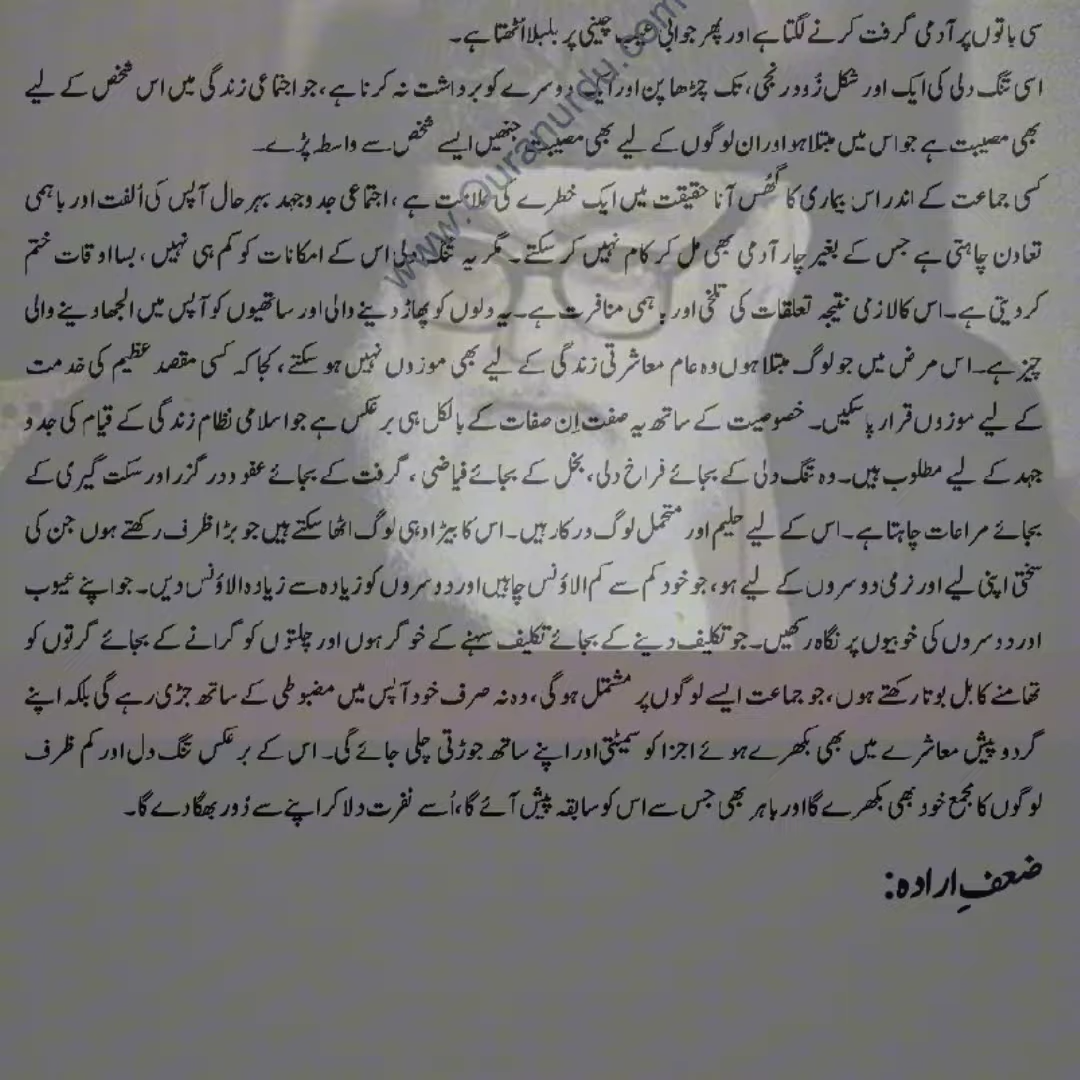 سی باتوں پر آدمی گرفت کرنے لگتا ہے اور پھر جوابی عیب چینی پر بلبلا اُٹھتا ہے۔
اسی تنگ دلی کی ایک اور شکل زُود رنجی، تک چڑھا پن اور ایک دوسرے کو برداشت نہ کرنا ہے، جو اجتماعی زندگی میں اس شخص کے لیے
بھی مصیبت ہے جو اس میں مبتلا ہو اور ان لوگوں کے لیے بھی مصیبت جنھیں ایسے شخص سے واسطہ پڑے۔
کسی جماعت کے اندر اس بیماری کا گھُس آنا حقیقت میں ایک خطرے کی علامت ہے، اجتماعی جدوجہد بہر حال آپس کی اُلفت اور باہمی
تعاون چاہتی ہے جس کے بغیر چار آدمی بھی مل کر کام نہیں کر سکتے۔ مگر یہ تنگ دلی اس کے امکانات کو کم ہی نہیں، بسا اوقات ختم
کر دیتی ہے۔ اس کا لازمی نتیجہ تعلقات کی تلخی اور باہمی منافرت ہے۔ یہ دلوں کو پھاڑ دینے والی اور ساتھیوں کو آپس میں الجھا دینے والی
چیز ہے۔ اس مرض میں جو لوگ مبتلا ہوں وہ عام معاشرتی زندگی کے لیے بھی موزوں نہیں ہو سکتے، کجا کہ کسی مقصد عظیم کی خدمت
کے لیے موزوں قرار پا سکیں۔ خصوصیت کے ساتھ یہ صفت اِن صفات کے بالکل ہی برعکس ہے جو اسلامی نظام زندگی کے قیام کی جدو
جہد کے لیے مطلوب ہیں۔ وہ تنگ دلی کے بجائے فراخ دلی، بخل کے بجائے فیاضی، گرفت کے بجائے عفو و درگزر اور سکت گیری کے
بجائے مراعات چاہتا ہے۔ اس کے لیے حلیم اور متحمل لوگ درکار ہیں۔ اس کا بیڑا وہی لوگ اٹھا سکتے ہیں جو بڑا ظرف رکھتے ہوں جن کی
سختی اپنی لیے اور نرمی دوسروں کے لیے ہو، جو خود کم سے کم الاؤنس چاہیں اور دوسروں کو زیادہ سے زیادہ الاؤنس دیں۔ جو اپنے عیوب
اور دوسروں کی خوبیوں پر نگاہ رکھیں۔ جو تکلیف دینے کے بجائے تکلیف سہنے کے خوگر ہوں اور چلتوں کو گرانے کے بجائے گرتوں کو
تھامنے کا بل بوتا رکھتے ہوں، جو جماعت ایسے لوگوں پر مشتمل ہو گی، وہ نہ صرف خود آپس میں مضبوطی کے ساتھ جڑی رہے گی بلکہ اپنے
گرد و پیش معاشرے میں بھی بکھرے ہوئے اجزا کو سمیٹتی اور اپنے ساتھ جوڑتی چلی جائے گی۔ اس کے برعکس تنگ دل اور کم ظرف
لوگوں کا مجمع خود بھی بکھرے گا اور باہر بھی جس سے اس کو سابقہ پیش آئے گا، اُسے نفرت دلا کر اپنے سے دُور بھگا دے گا۔
ضعفِ ارادہ:
www.Quranurdu.com